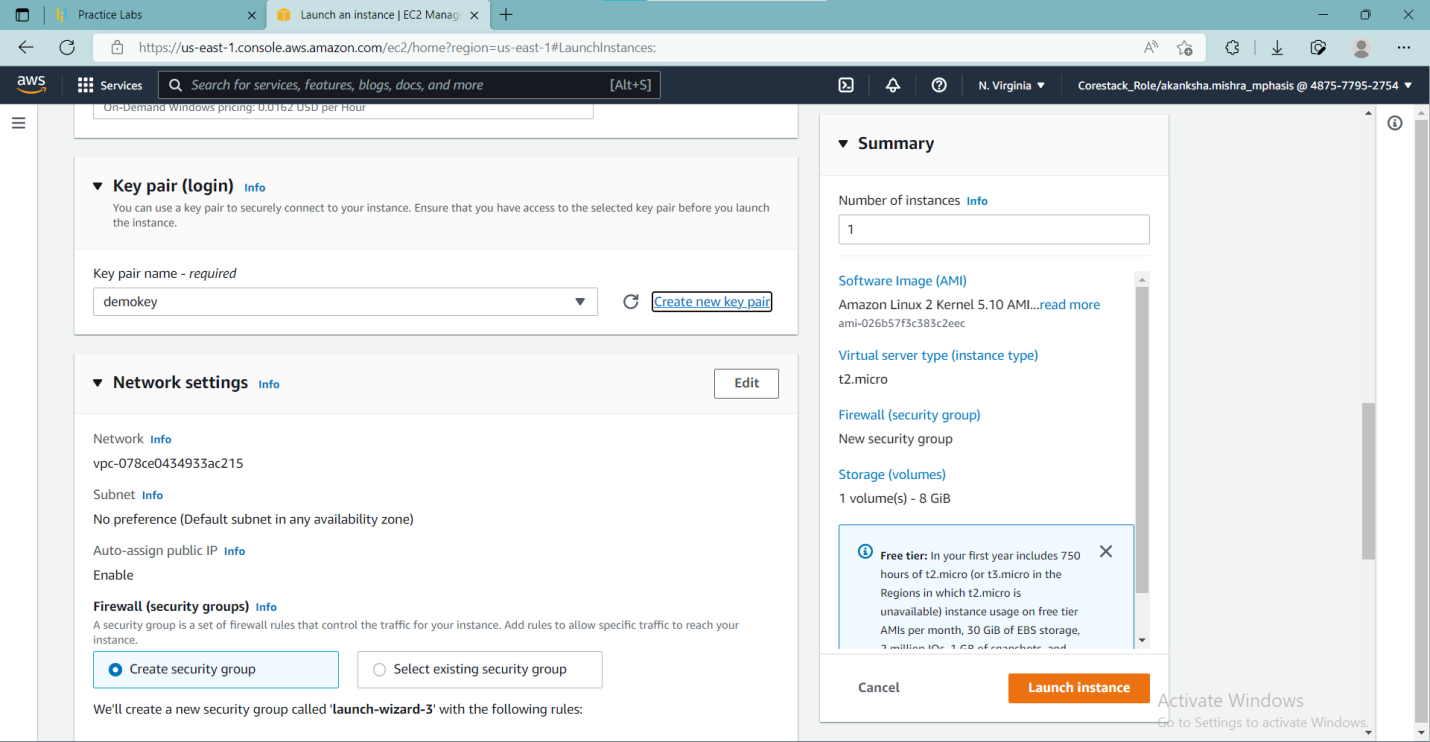 Practice Labs
Launch an instance | EC2 Manag
https://us-east-1.console.aws.amazon.com/ec2/home?region=us-east-1#LaunchInstances:
aws
Services
Search for services, features, blogs, docs, and more
[Alt+S]
N. Virginia
Corestack_Role/akanksha.mishra_mphasis @ 4875-7795-2754
On-Demand Windows pricing: 0.0162 USD per Hour
Key pair (login) Info
You can use a key pair to securely connect to your instance. Ensure that you have access to the selected key pair before you launch
the instance.
Key pair name - required
demokey
Create new key pair
Network settings Info
Edit
Network Info
vpc-078ce0434933ac215
Subnet Info
No preference (Default subnet in any availability zone)
Auto-assign public IP Info
Enable
Firewall (security groups) Info
A security group is a set of firewall rules that control the traffic for your instance. Add rules to allow specific traffic to reach your
instance.
Create security group
Select existing security group
We'll create a new security group called 'launch-wizard-3' with the following rules:
Summary
Number of instances Info
1
Software Image (AMI)
Amazon Linux 2 Kernel 5.10 AMI...read more
ami-026b57f3c383c2eec
Virtual server type (instance type)
t2.micro
Firewall (security group)
New security group
Storage (volumes)
1 volume(s) - 8 GiB
Free tier: In your first year includes 750
hours of t2.micro (or t3.micro in the
Regions in which t2.micro is
unavailable) instance usage on free tier
AMIs per month, 30 GiB of EBS storage,
2 million IOs, 1 GB of snapshots, and
Cancel
Launch instance
Activate Windows
Go to Settings to activate Windows.